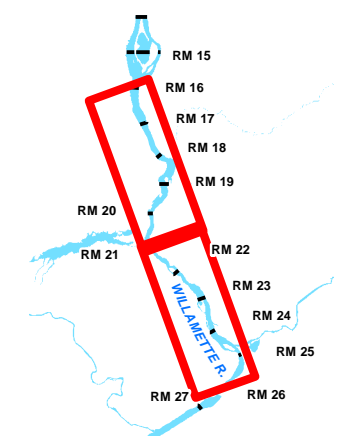 RM 15
RM 16
RM 17
RM 18
RM 19
RM 20
RM 21
RM 22
RM 23
WILLAMETTE R.
RM 24
RM 25
RM 26
RM 27